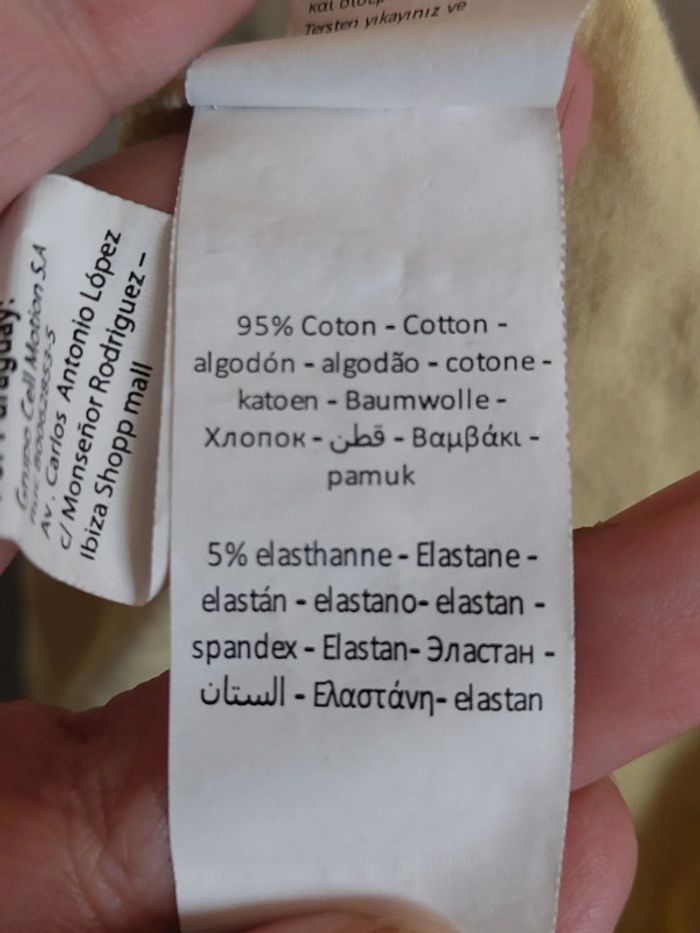 Tersten yıkayınız ve
95% Coton - Cotton -
algodón - algodão - cotone -
katoen - Baumwolle -
Хлопок - قطن - Βαμβάκι -
pamuk
5% elasthanne - Elastane -
elastán - elastano- elastan -
spandex - Elastan- Эластан -
الستان - Ελαστάνη- elastan
Grupo Cell Motion S.A
Av . Carlos Antonio López
c/ Monseñor Rodriguez –
Ibiza Shopp mall